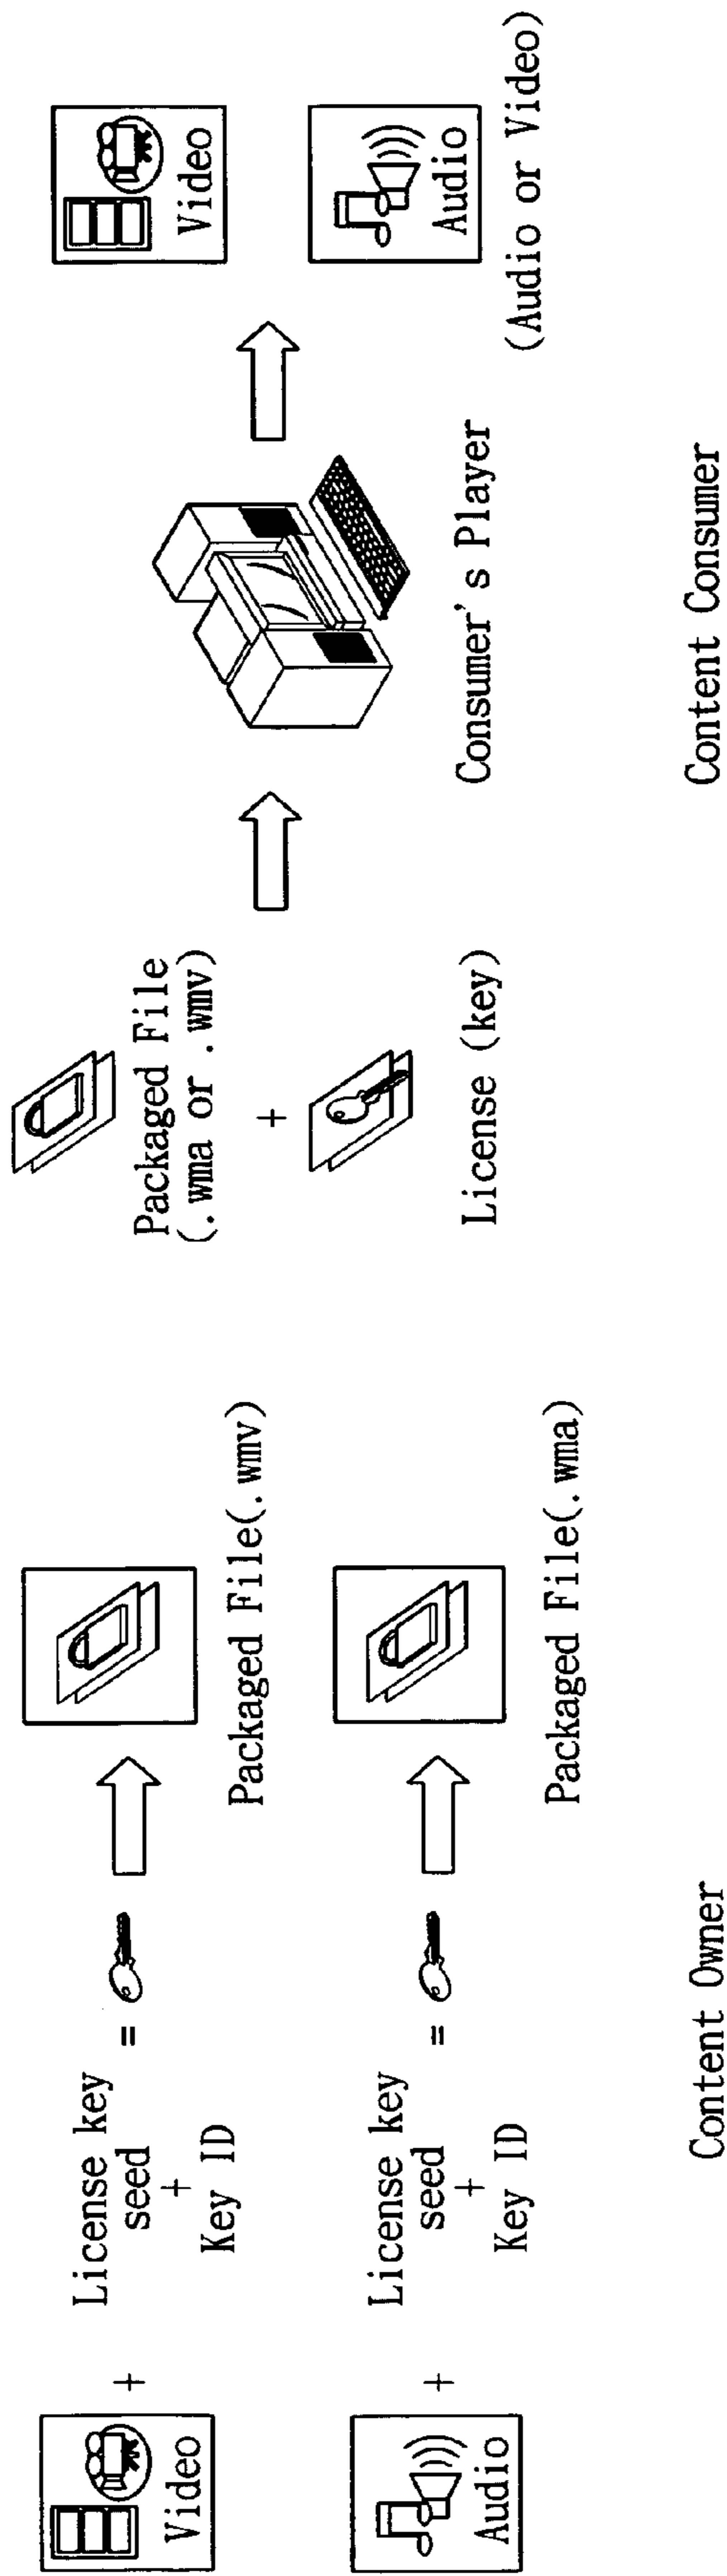 Video
+
License key
seed
+
Key ID
=
Packaged File(.wmv)
Audio
+
License key
seed
+
Key ID
=
Packaged File(.wma)
Content Owner
Packaged File
(.wma or .wmv)
+
License (key)
Consumer's Player
Video
Audio
(Audio or Video)
Content Consumer